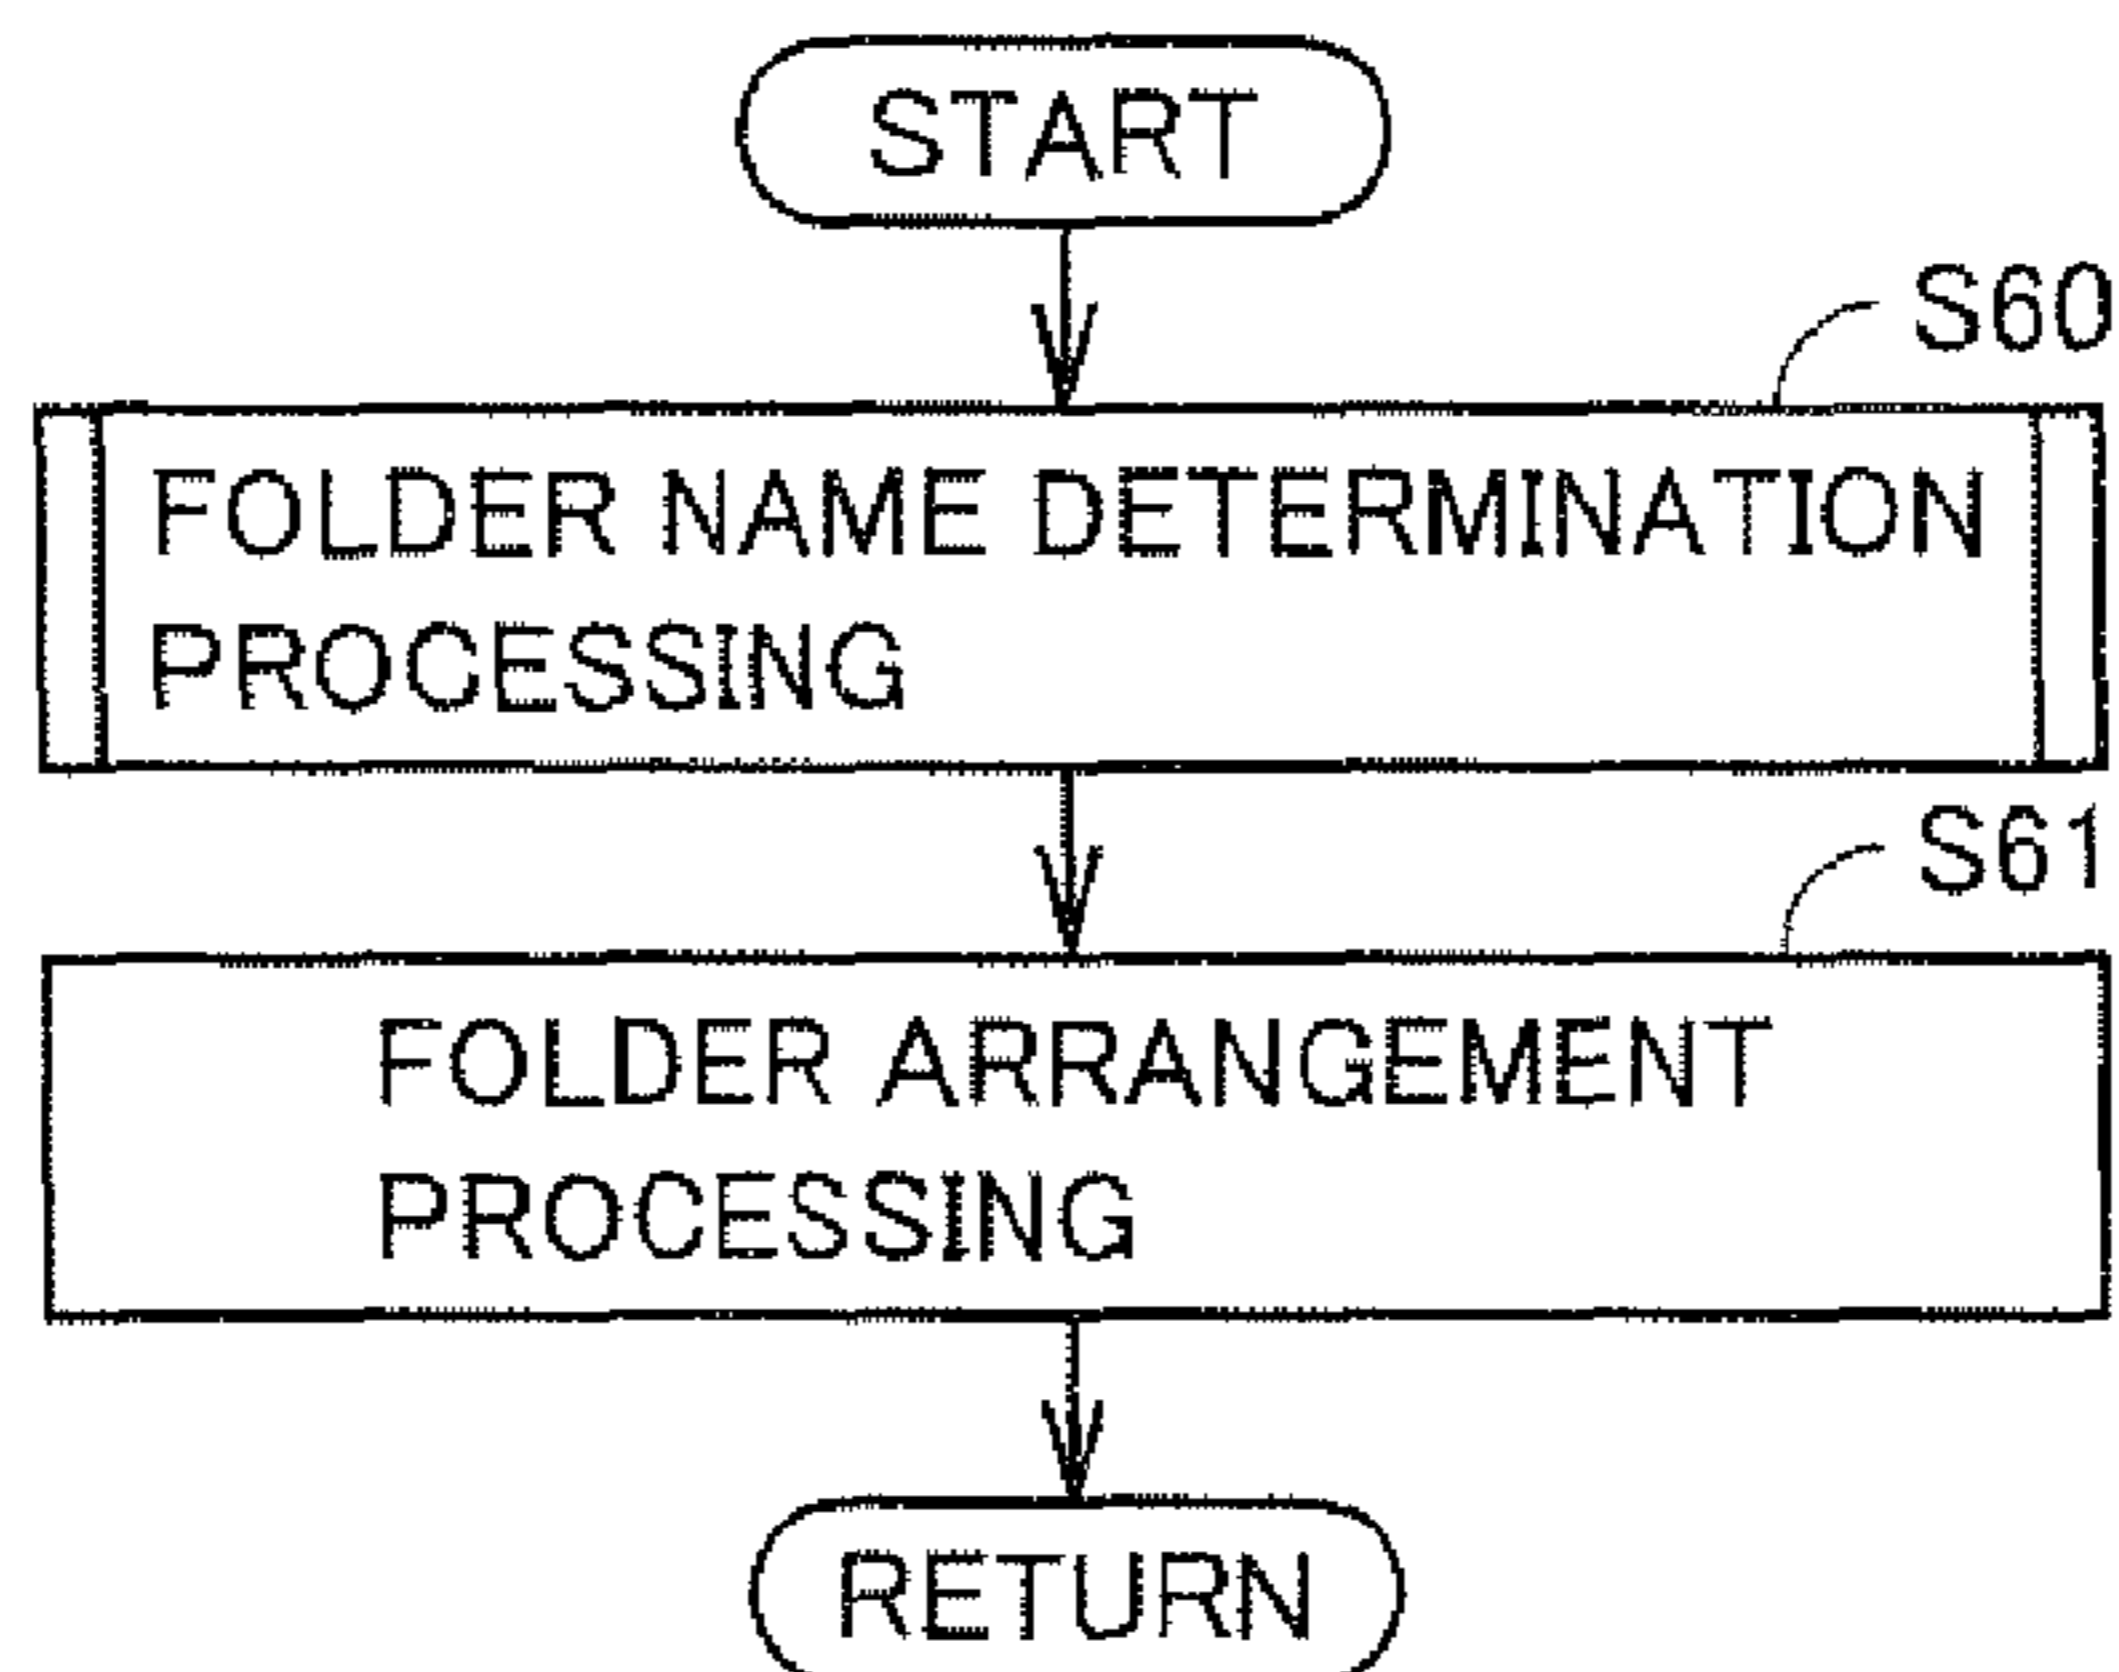 START
S60
FOLDER NAME DETERMINATION
PROCESSING
S61
FOLDER ARRANGEMENT
PROCESSING
RETURN